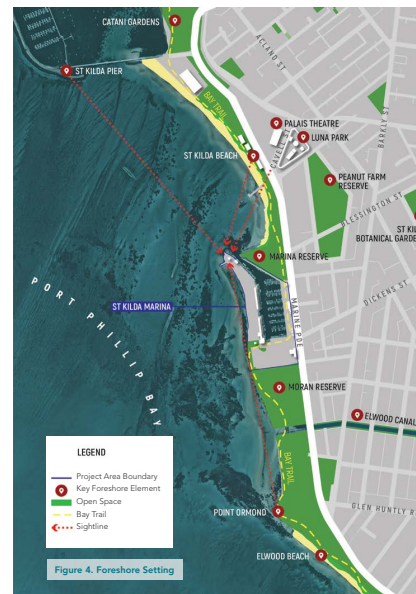 CATANI GARDENS
ACLAND ST
ST KILDA PIER
BAY TRAIL
PALAIS THEATRE
LUNA PARK
CAVELL ST
BARKLY ST
ST KILDA BEACH
PEANUT FARM
RESERVE
BLESSINGTON ST
ST KIL
BOTANICAL GARDE
MARINA RESERVE
DICKENS ST
PORT PHILLIP BAY
ST KILDA MARINA
MARINE PDE
MORAN RESERVE
ELWOOD CANAL
BAY TRAIL
GLEN HUNTLY R
POINT ORMOND
ELWOOD BEACH
LEGEND
Project Area Boundary
Key Foreshore Element
Open Space
Bay Trail
Sightline
Figure 4. Foreshore Setting